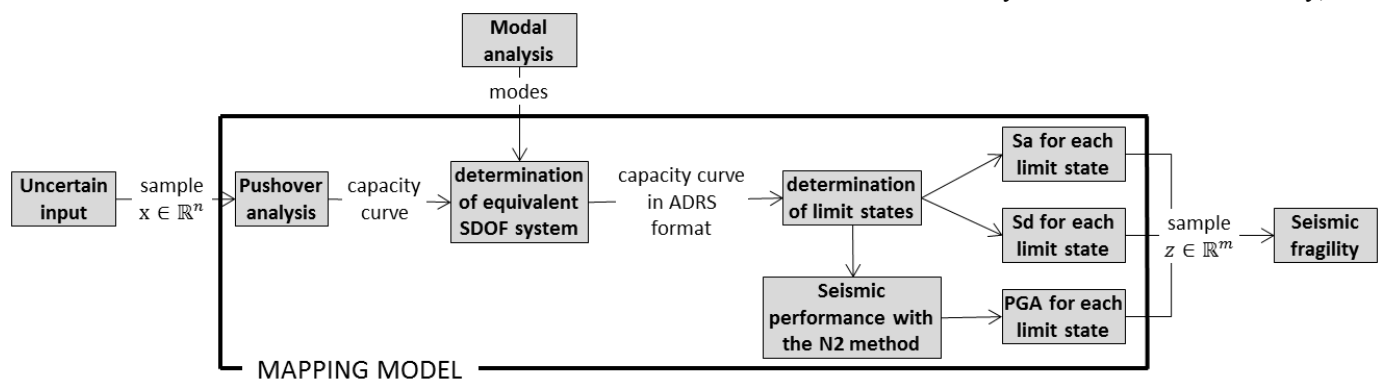 Modal
analysis
modes
Uncertain
input
sample
x ∈ ℝⁿ
Pushover
analysis
capacity
curve
determination
of equivalent
SDOF system
capacity curve
in ADRS
format
determination
of limit states
Sa for each
limit state
Sd for each
limit state
Seismic
performance with
the N2 method
PGA for each
limit state
sample
z ∈ ℝᵐ
Seismic
fragility
MAPPING MODEL